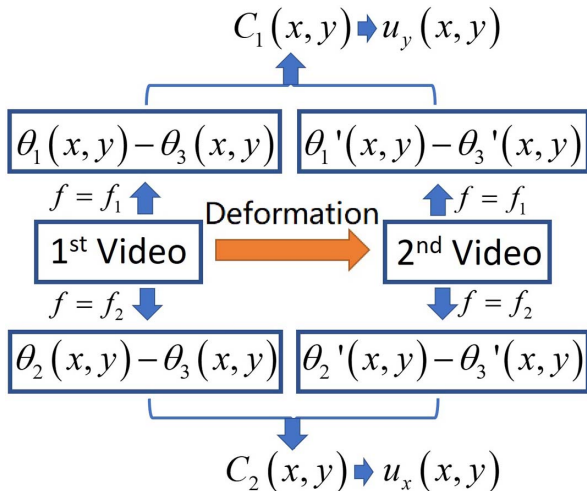 C₁(x, y) ➡ u_y(x, y)
θ₁(x, y) − θ₃(x, y)
θ₁'(x, y) − θ₃'(x, y)
f = f₁
f = f₁
Deformation
1st Video
2nd Video
f = f₂
f = f₂
θ₂(x, y) − θ₃(x, y)
θ₂'(x, y) − θ₃'(x, y)
C₂(x, y) ➡ uₓ(x, y)